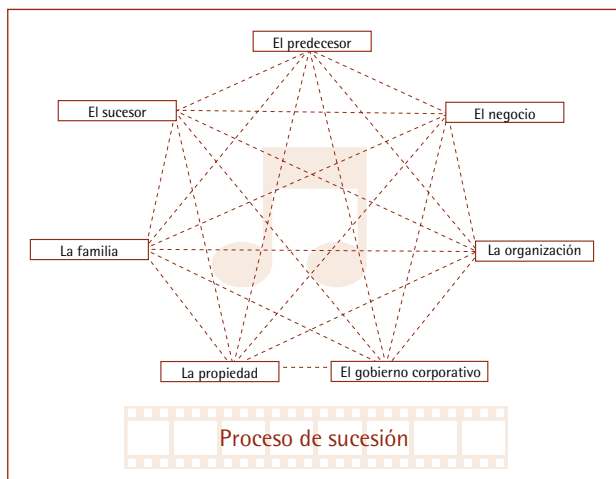 El predecesor
El sucesor
El negocio
La familia
La organización
La propiedad
El gobierno corporativo
Proceso de sucesión